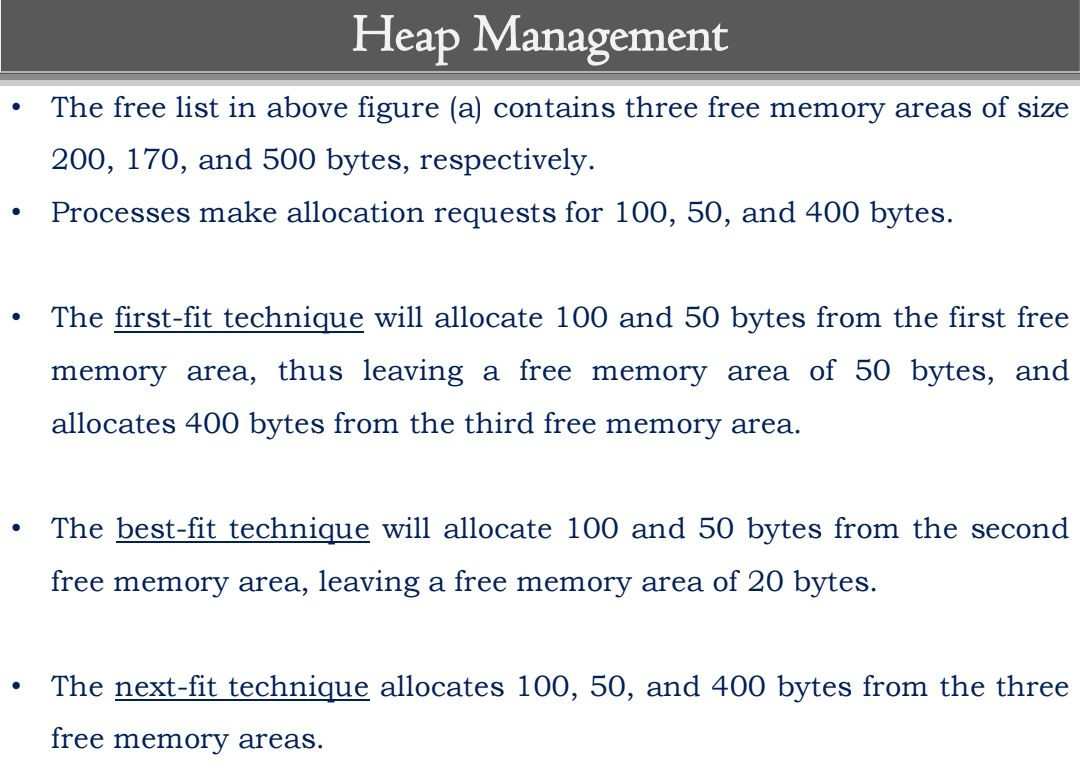 Heap Management
• The free list in above figure (a) contains three free memory areas of size
200, 170, and 500 bytes, respectively.
• Processes make allocation requests for 100, 50, and 400 bytes.
• The first-fit technique will allocate 100 and 50 bytes from the first free
memory area, thus leaving a free memory area of 50 bytes, and
allocates 400 bytes from the third free memory area.
• The best-fit technique will allocate 100 and 50 bytes from the second
free memory area, leaving a free memory area of 20 bytes.
• The next-fit technique allocates 100, 50, and 400 bytes from the three
free memory areas.